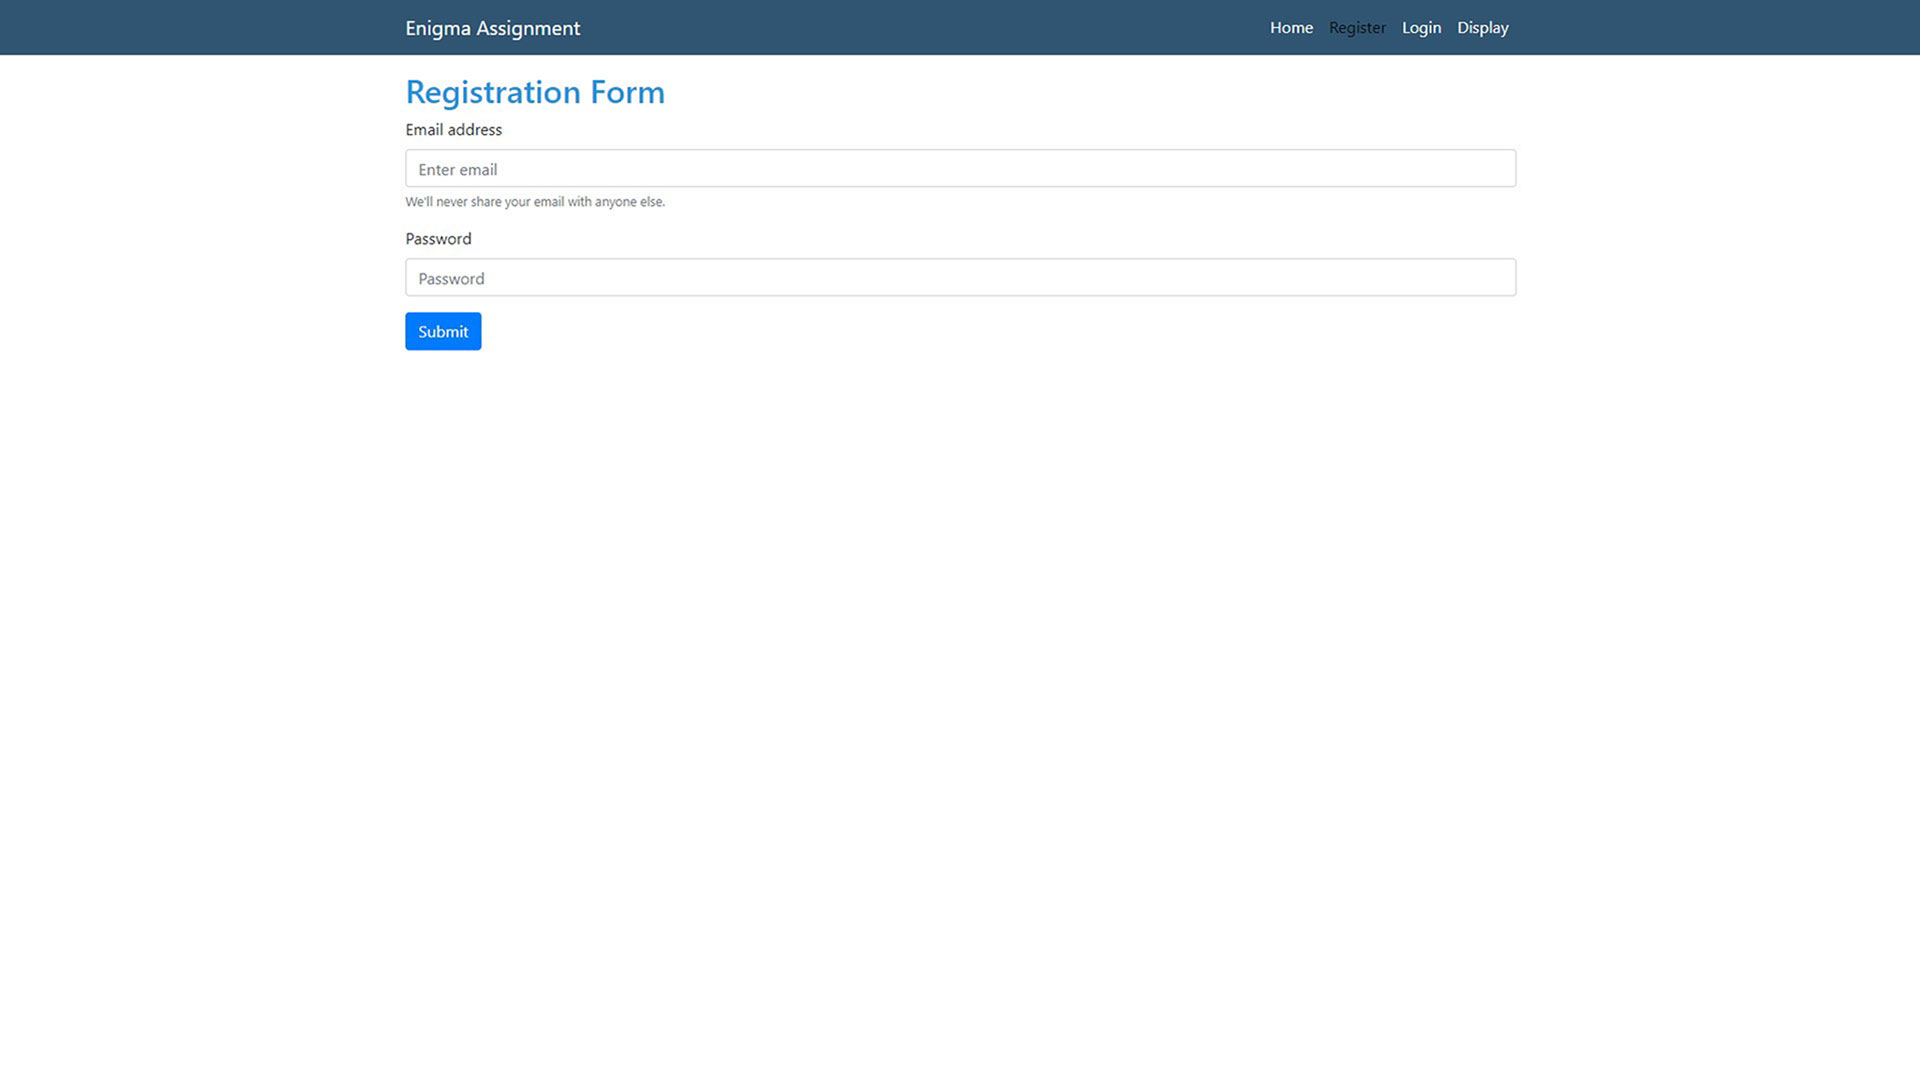 Enigma Assignment
Home Register Login Display
Registration Form
Email address
Enter email
We'll never share your email with anyone else.
Password
Password
Submit